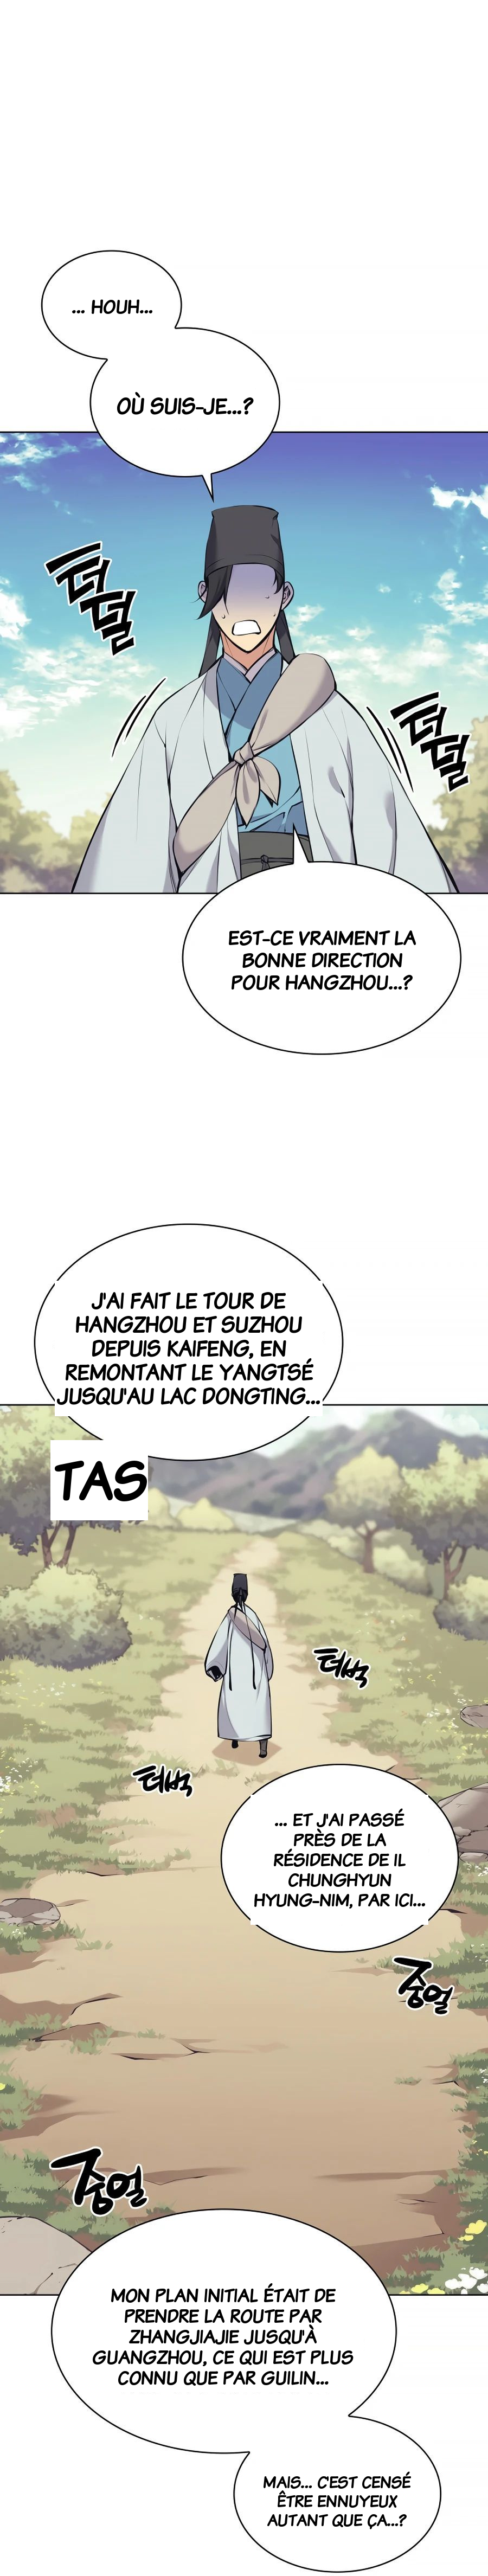 ... HOUH...
OÙ SUIS-JE...?
덜
덜
덜
덜
EST-CE VRAIMENT LA
BONNE DIRECTION
POUR HANGZHOU...?
J'AI FAIT LE TOUR DE
HANGZHOU ET SUZHOU
DEPUIS KAIFENG, EN
REMONTANT LE YANGTSÉ
JUSQU'AU LAC DONGTING...
TAS
터벅
터벅
... ET J'AI PASSÉ
PRÈS DE LA
RÉSIDENCE DE IL
CHUNGHYUN
HYUNG-NIM, PAR ICI...
중얼
중얼
MON PLAN INITIAL ÉTAIT DE
PRENDRE LA ROUTE PAR
ZHANGJIAJIE JUSQU'À
GUANGZHOU, CE QUI EST PLUS
CONNU QUE PAR GUILIN...
MAIS... C'EST CENSÉ
ÊTRE ENNUYEUX
AUTANT QUE ÇA...?